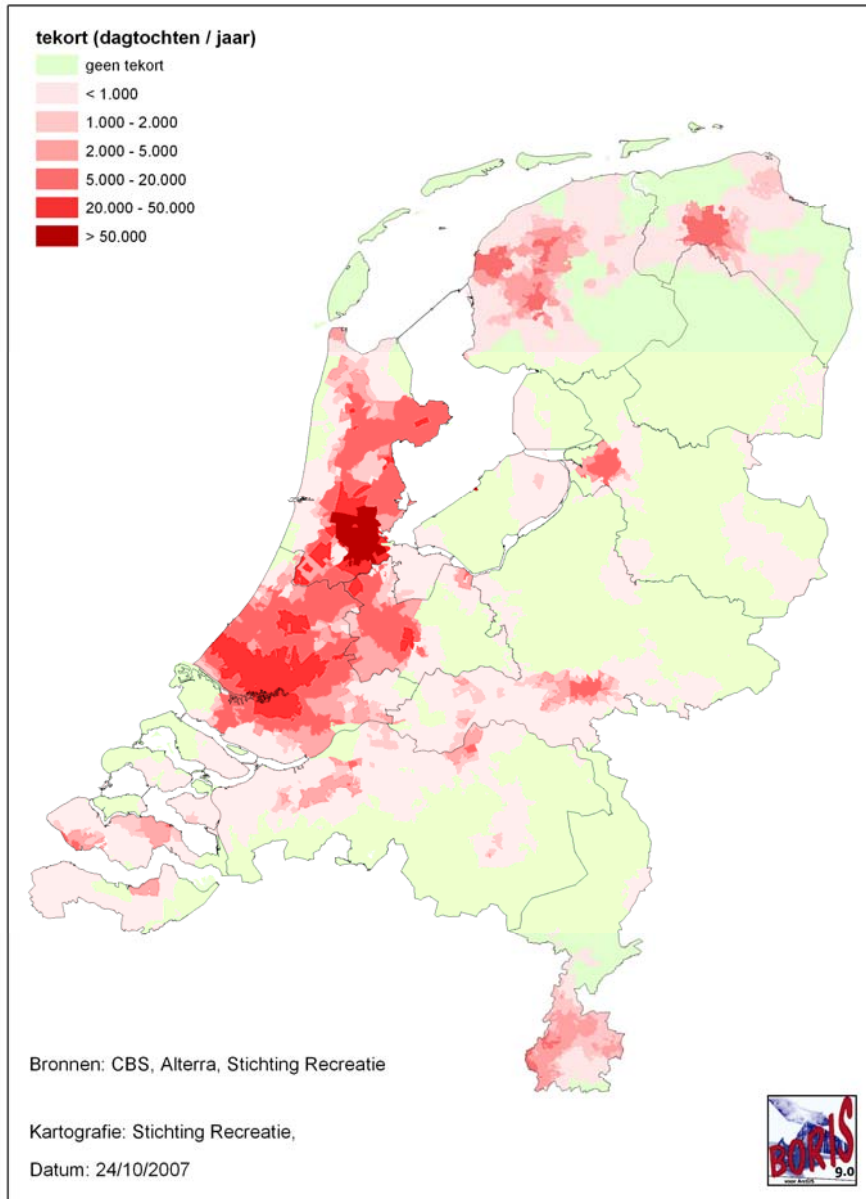 tekort (dagtochten / jaar)
geen tekort
< 1.000
1.000 - 2.000
2.000 - 5.000
5.000 - 20.000
20.000 - 50.000
> 50.000
Bronnen: CBS, Alterra, Stichting Recreatie
Kartografie: Stichting Recreatie,
Datum: 24/10/2007
BORIS
9.0
voor ArcGIS